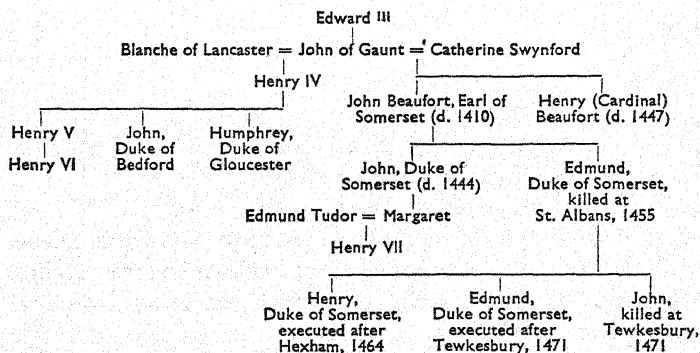 Edward III
Blanche of Lancaster = John of Gaunt = Catherine Swynford
Henry IV
John Beaufort, Earl of
Somerset (d. 1410)
Henry (Cardinal)
Beaufort (d. 1447)
Henry V
Henry VI
John,
Duke of
Bedford
Humphrey,
Duke of
Gloucester
John, Duke of
Somerset (d. 1444)
Edmund,
Duke of Somerset,
killed at
St. Albans, 1455
Edmund Tudor = Margaret
Henry VII
Henry,
Duke of Somerset,
executed after
Hexham, 1464
Edmund,
Duke of Somerset,
executed after
Tewkesbury, 1471
John,
killed at
Tewkesbury,
1471